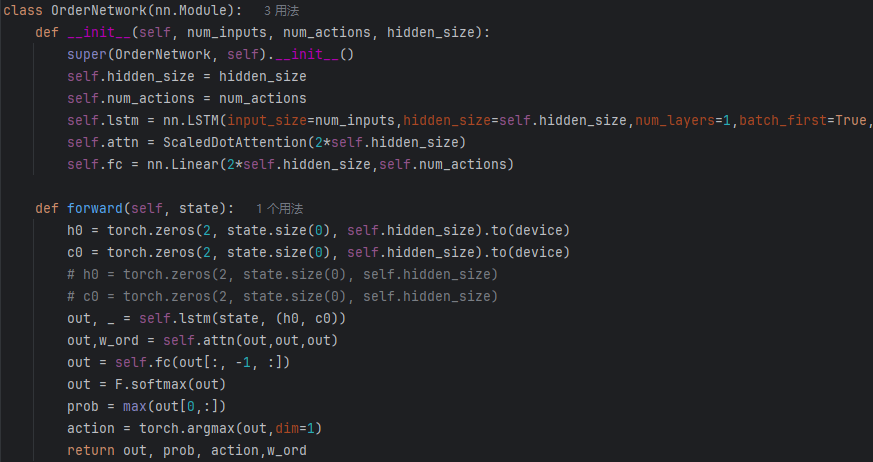 class OrderNetwork(nn.Module):  3 用法
    def __init__(self, num_inputs, num_actions, hidden_size):
        super(OrderNetwork, self).__init__()
        self.hidden_size = hidden_size
        self.num_actions = num_actions
        self.lstm = nn.LSTM(input_size=num_inputs,hidden_size=self.hidden_size,num_layers=1,batch_first=True,
        self.attn = ScaledDotAttention(2*self.hidden_size)
        self.fc = nn.Linear(2*self.hidden_size,self.num_actions)
    def forward(self, state):  1 个用法
        h0 = torch.zeros(2, state.size(0), self.hidden_size).to(device)
        c0 = torch.zeros(2, state.size(0), self.hidden_size).to(device)
        # h0 = torch.zeros(2, state.size(0), self.hidden_size)
        # c0 = torch.zeros(2, state.size(0), self.hidden_size)
        out, _ = self.lstm(state, (h0, c0))
        out,w_ord = self.attn(out,out,out)
        out = self.fc(out[:, -1, :])
        out = F.softmax(out)
        prob = max(out[0,:])
        action = torch.argmax(out,dim=1)
        return out, prob, action,w_ord